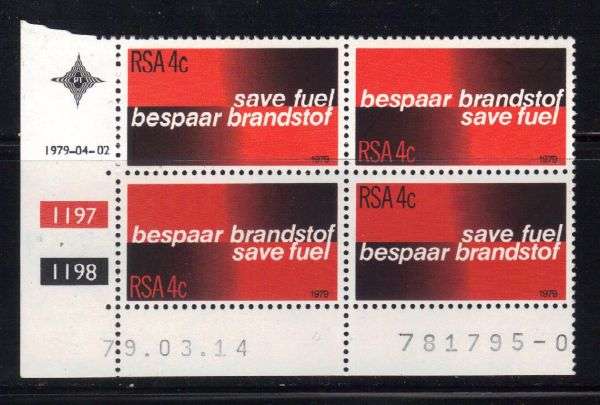 PT
1979-04-02
RSA 4c
save fuel
bespaar brandstof
1979
bespaar brandstof
save fuel
RSA 4c
1979
1197
1198
bespaar brandstof
save fuel
RSA 4c
1979
RSA 4c
save fuel
bespaar brandstof
1979
79.03.14
781795-0